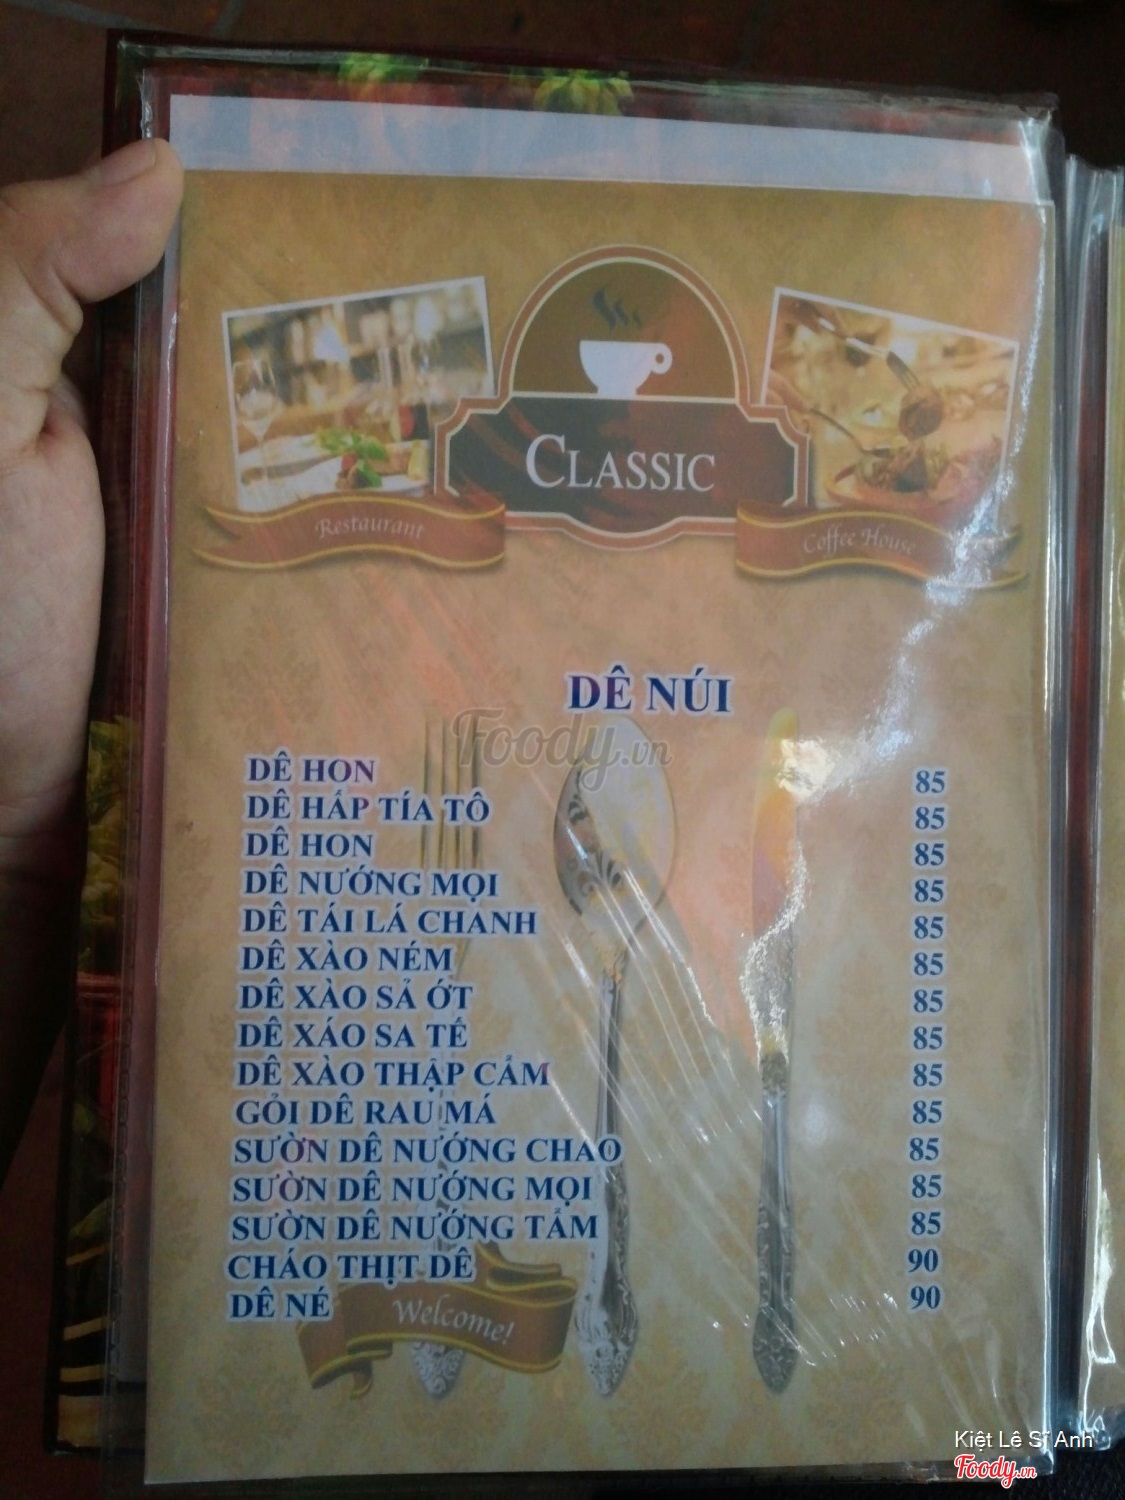 CLASSIC
Restaurant
Coffee House
DÊ NÚI
Foody.vn
DÊ HON 85
DÊ HẤP TÍA TÔ 85
DÊ HON 85
DÊ NƯỚNG MỌI 85
DÊ TÁI LÁ CHANH 85
DÊ XÀO NÉM 85
DÊ XÀO SẢ ỚT 85
DÊ XÁO SA TẾ 85
DÊ XÀO THẬP CẨM 85
GỎI DÊ RAU MÁ 85
SƯỜN DÊ NƯỚNG CHAO 85
SƯỜN DÊ NƯỚNG MỌI 85
SƯỜN DÊ NƯỚNG TẨM 85
CHÁO THỊT DÊ 90
DÊ NÉ 90
Welcome!
Kiệt Lê Sĩ Anh
Foody.vn